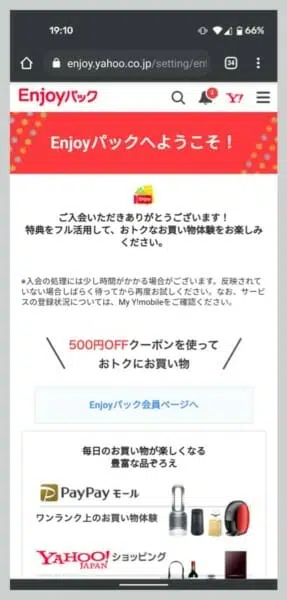 19:10
66%
enjoy.yahoo.co.jp/setting/en
34
Enjoyパック
Y!
Enjoyパックへようこそ！
Enjoy
ご入会いただきありがとうございます！
特典をフル活用して、おトクなお買い物体験をお楽しみ
ください。
※入会の処理には少し時間がかかる場合がございます。反映されて
いない場合しばらく待ってから再度お試しください。なお、サービ
スの登録状況については、My Y!mobileをご確認ください。
500円OFFクーポンを使って
おトクにお買い物
Enjoyパック会員ページへ
毎日のお買い物が楽しくなる
豊富な品ぞろえ
PayPayモール
ワンランク上のお買い物体験
YAHOO! JAPAN ショッピング